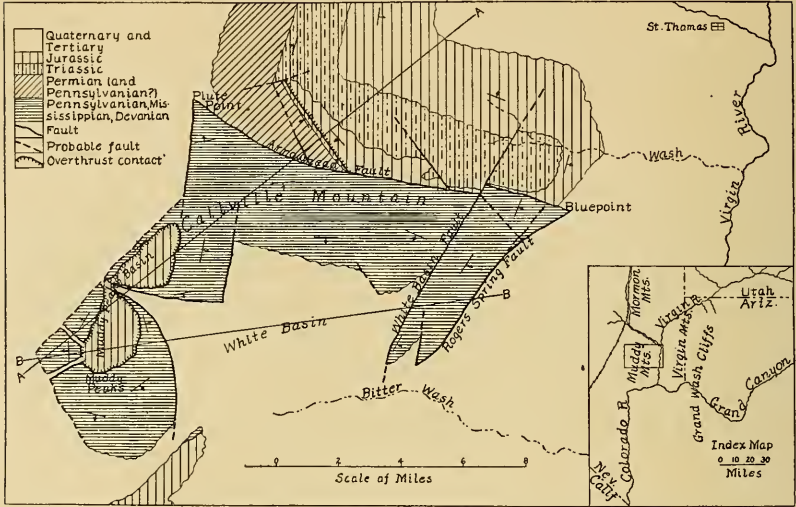 Quaternary and
Tertiary
Jurassic
Triassic
Permian (and
Pennsylvanian?)
Pennsylvanian, Mis-
sissippian, Devonian
Fault
Probable fault
Overthrust contact
A
St. Thomas
Piute
Point
Arrowhead Fault
Wash
Virgin River
Callville Mountain
Bluepoint
Muddy Peak Basin
White Basin Fault
Rogers Spring Fault
B
White Basin
B
A
Muddy
Peaks
Bitter Wash
0 2 4 6 8
Scale of Miles
Mormon
Mts.
Virgin R.
Utah
Ariz.
Muddy
Mts.
Virgin Mts.
Grand Wash Cliffs
Colorado R.
Grand Canyon
Nev.
Calif.
Index Map
0 10 20 30
Miles